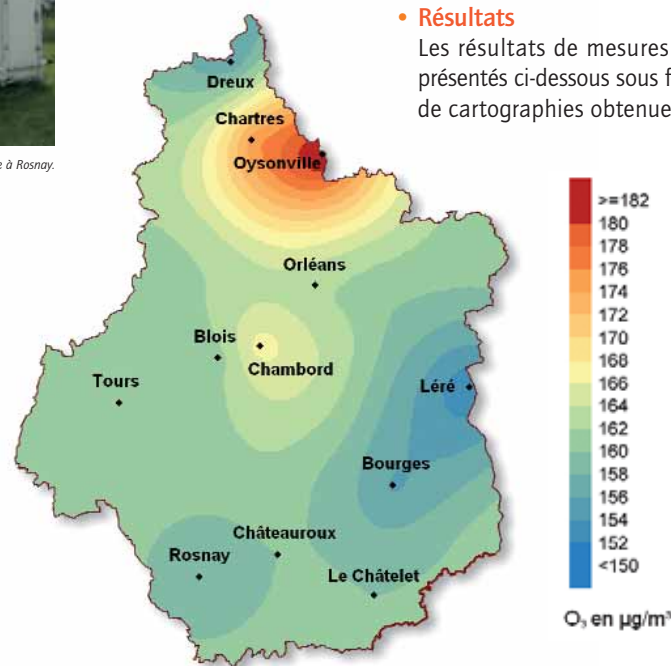 • Résultats
Les résultats de mesures
présentés ci-dessous sous f
de cartographies obtenue
e à Rosnay.
Dreux
Chartres
Oysonville
Orléans
Blois
Chambord
Tours
Léré
Bourges
Châteauroux
Rosnay
Le Châtelet
>=182
180
178
176
174
172
170
168
166
164
162
160
158
156
154
152
<150
O₃ en µg/m³